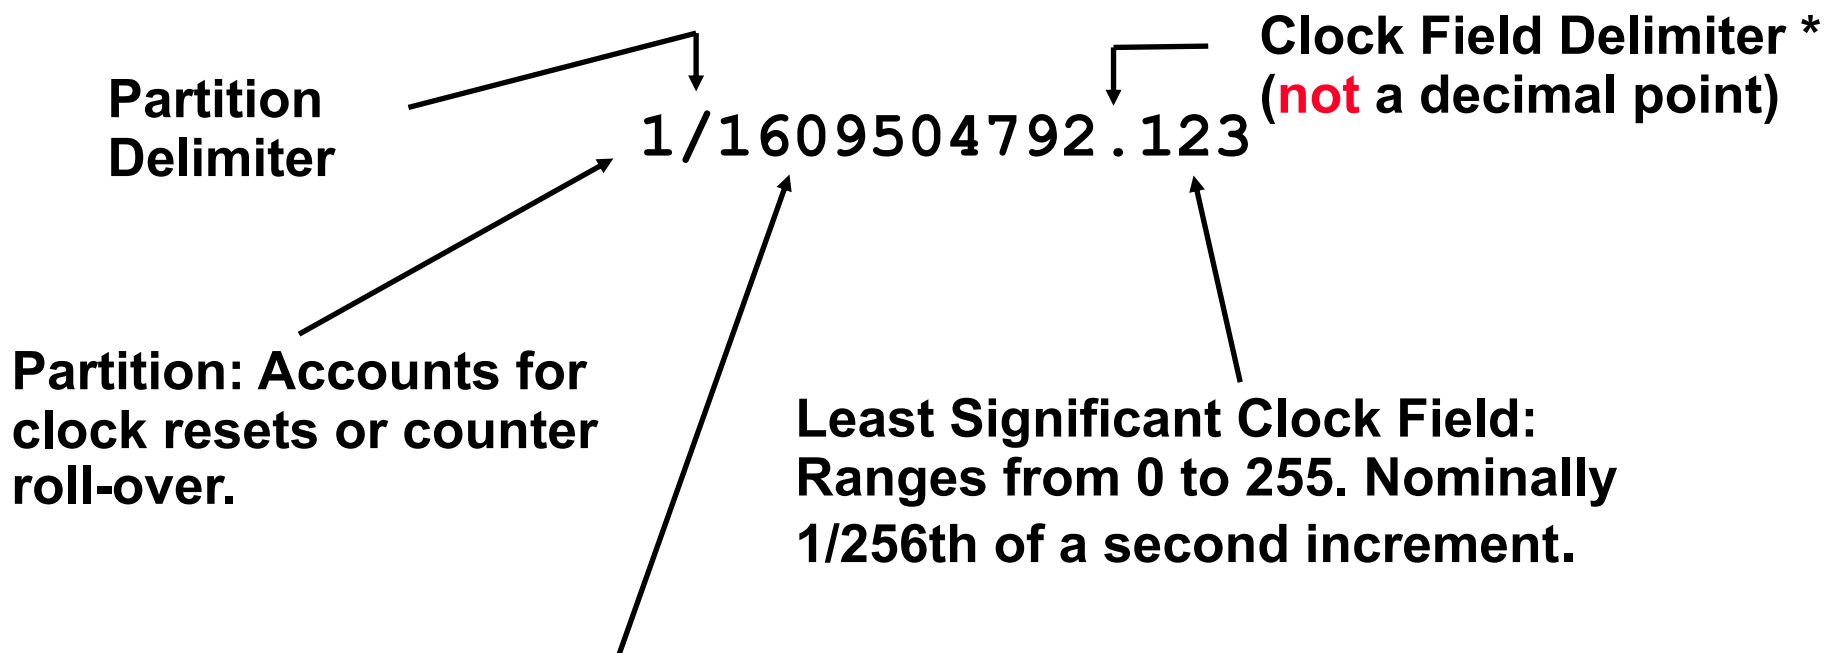 Clock Field Delimiter *
(not a decimal point)
Partition
Delimiter
1/1609504792.123
Partition: Accounts for
clock resets or counter
roll-over.
Least Significant Clock Field:
Ranges from 0 to 255. Nominally
1/256th of a second increment.